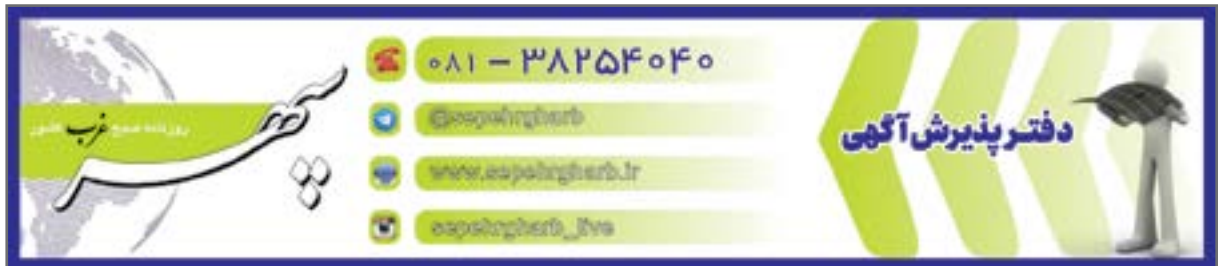 دفتر پذیرش آگهی
۰۸۱ – ۳۸۲۵۴۰۴۰
@sepehrgharb
www.sepehrgharb.ir
sepehrgharb_live
سپهر
روزنامه صبح غرب کشور